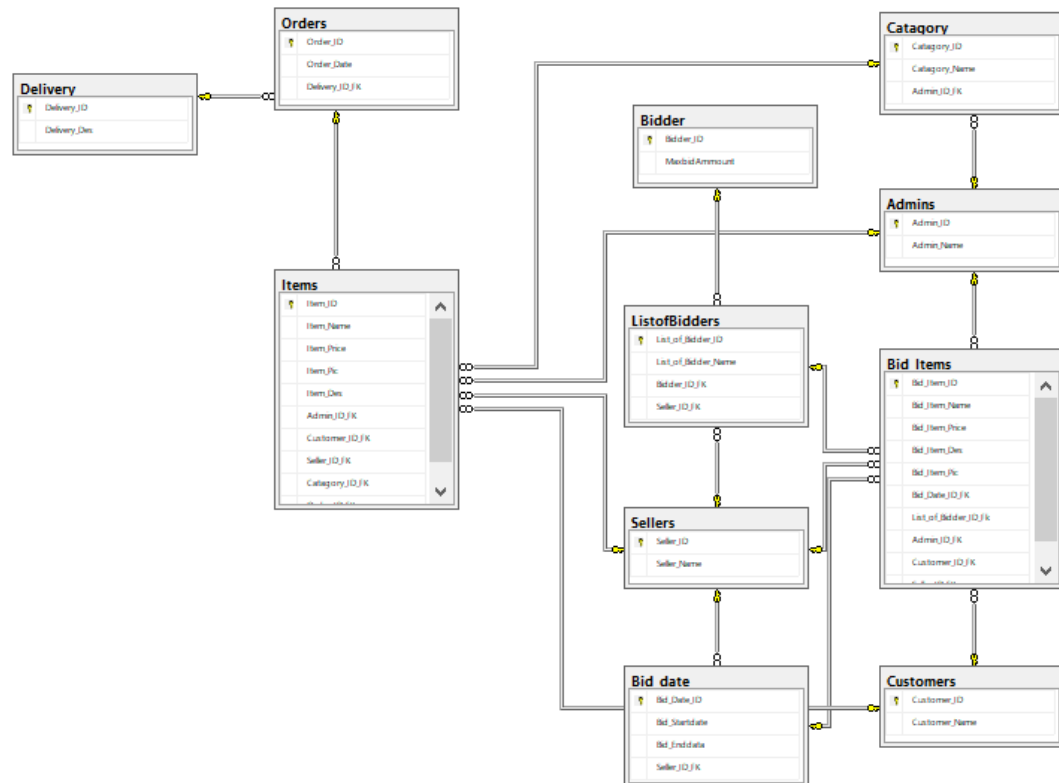 Orders
Order_ID
Order_Date
Delivery_ID_FK
Delivery
Delivery_ID
Delivery_Des
Catagory
Catagory_ID
Catagory_Name
Admin_ID_FK
Bidder
Bidder_ID
MaxbidAmmount
Admins
Admin_ID
Admin_Name
Items
Item_ID
Item_Name
Item_Price
Item_Pic
Item_Des
Admin_ID_FK
Customer_ID_FK
Seller_ID_FK
Catagory_ID_FK
ListofBidders
List_of_Bidder_ID
List_of_Bidder_Name
Bidder_ID_FK
Seller_ID_FK
Bid_Items
Bid_Item_ID
Bid_Item_Name
Bid_Item_Price
Bid_Item_Des
Bid_Item_Pic
Bid_Date_ID_FK
List_of_Bidder_ID_Fk
Admin_ID_FK
Customer_ID_FK
Sellers
Seller_ID
Seller_Name
Bid_date
Bid_Date_ID
Bid_Startdate
Bid_Enddata
Seller_ID_FK
Customers
Customer_ID
Customer_Name